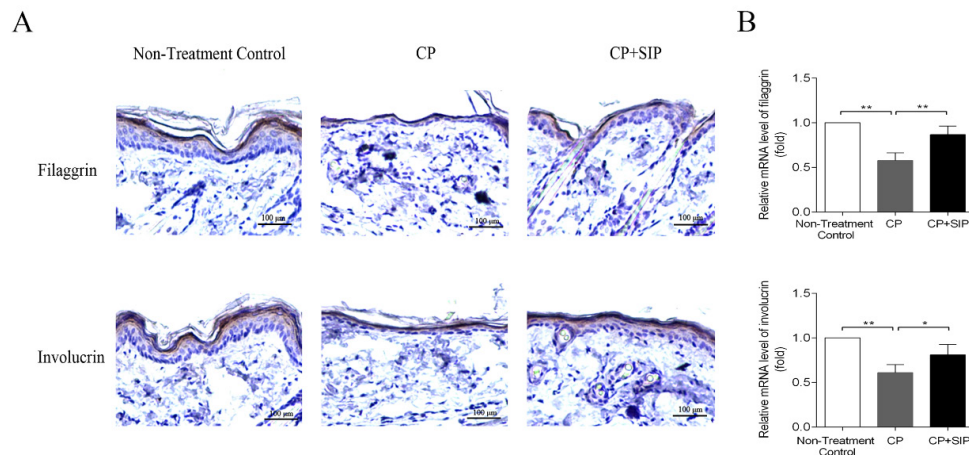 A
B
Non-Treatment Control
CP
CP+SIP
Filaggrin
100 μm
100 μm
100 μm
Involucrin
100 μm
100 μm
100 μm
Relative mRNA level of filaggrin
(fold)
1.5
1.0
0.5
0.0
**
**
Non-Treatment
Control
CP
CP+SIP
Relative mRNA level of involucrin
(fold)
1.5
1.0
0.5
0.0
**
*
Non-Treatment
Control
CP
CP+SIP